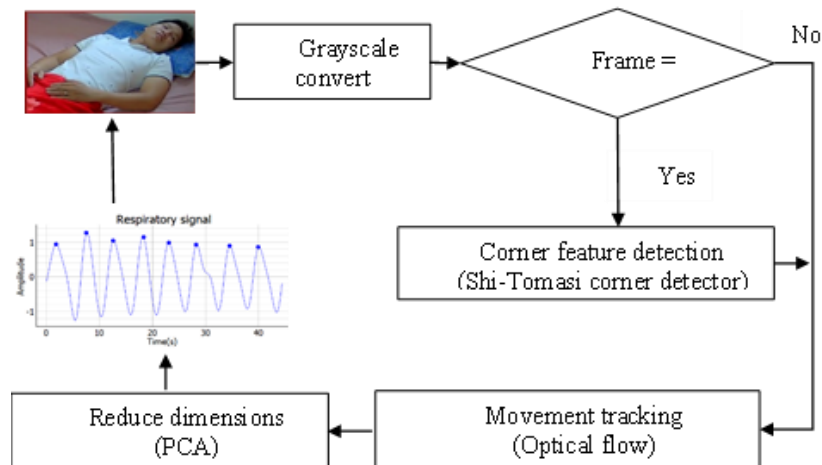 Grayscale
convert
Frame =
No
Yes
Corner feature detection
(Shi-Tomasi corner detector)
Movement tracking
(Optical flow)
Reduce dimensions
(PCA)
Respiratory signal
Amplitude
1
0
-1
0 10 20 30 40
Time(s)